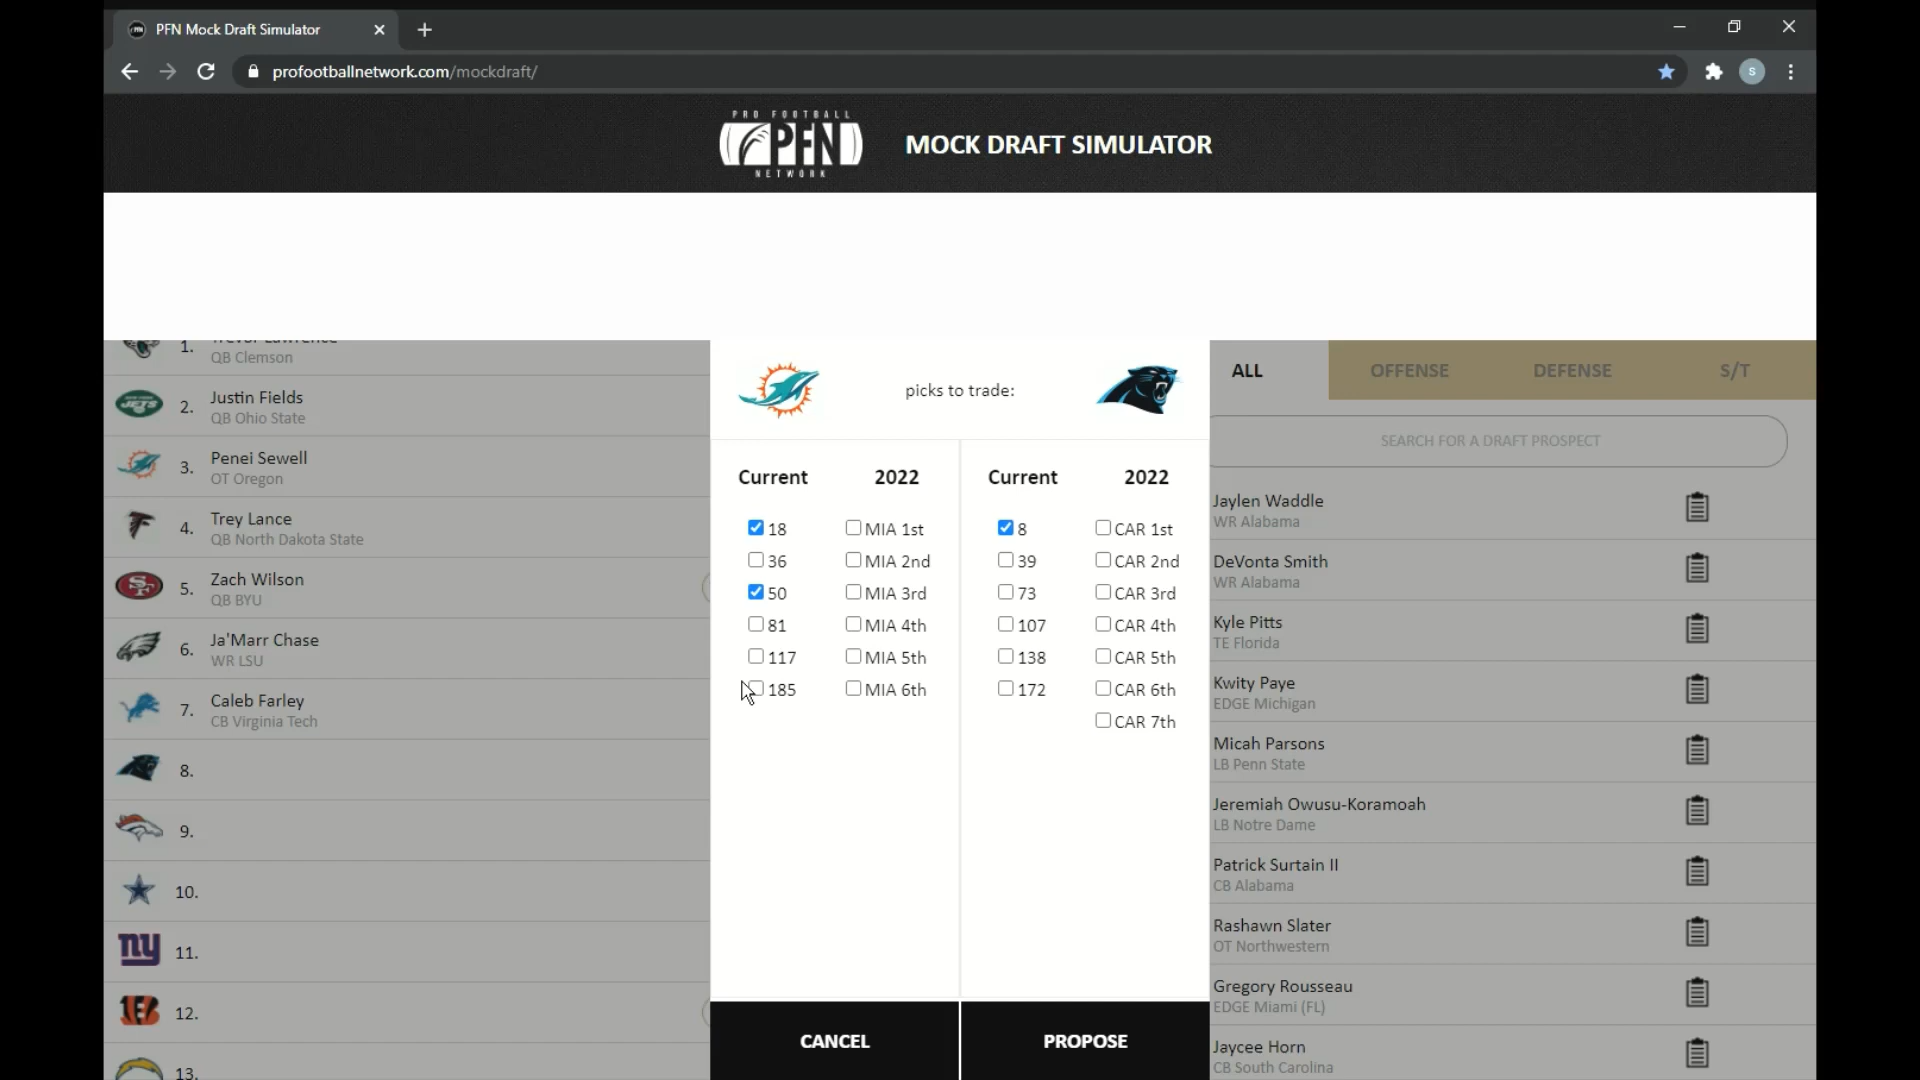 PFN Mock Draft Simulator
profootballnetwork.com/mockdraft/
S
PRO FOOTBALL
PFN
NETWORK
MOCK DRAFT SIMULATOR
1. Trevor Lawrence
QB Clemson
JETS
2. Justin Fields
QB Ohio State
3. Penei Sewell
OT Oregon
4. Trey Lance
QB North Dakota State
SF
5. Zach Wilson
QB BYU
6. Ja'Marr Chase
WR LSU
7. Caleb Farley
CB Virginia Tech
8.
9.
10.
ny
11.
12.
13.
picks to trade:
Current 2022
18 MIA 1st
36 MIA 2nd
50 MIA 3rd
81 MIA 4th
117 MIA 5th
185 MIA 6th
Current 2022
8 CAR 1st
39 CAR 2nd
73 CAR 3rd
107 CAR 4th
138 CAR 5th
172 CAR 6th
CAR 7th
CANCEL
PROPOSE
ALL OFFENSE DEFENSE S/T
SEARCH FOR A DRAFT PROSPECT
Jaylen Waddle
WR Alabama
DeVonta Smith
WR Alabama
Kyle Pitts
TE Florida
Kwity Paye
EDGE Michigan
Micah Parsons
LB Penn State
Jeremiah Owusu-Koramoah
LB Notre Dame
Patrick Surtain II
CB Alabama
Rashawn Slater
OT Northwestern
Gregory Rousseau
EDGE Miami (FL)
Jaycee Horn
CB South Carolina